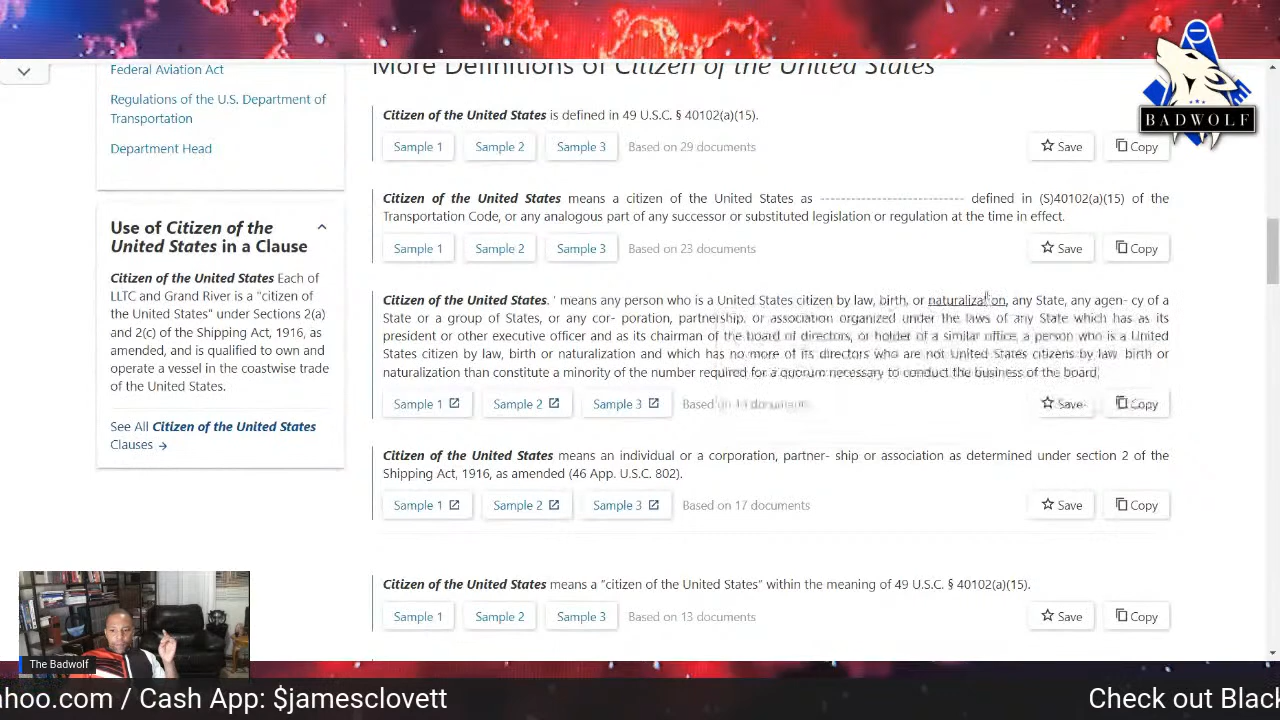 Federal Aviation Act
Regulations of the U.S. Department of
Transportation
Department Head
Use of Citizen of the
United States in a Clause
Citizen of the United States Each of
LLTC and Grand River is a "citizen of
the United States" under Sections 2(a)
and 2(c) of the Shipping Act, 1916, as
amended, and is qualified to own and
operate a vessel in the coastwise trade
of the United States.
See All Citizen of the United States
Clauses →
More Definitions of Citizen of the United States
Citizen of the United States is defined in 49 U.S.C. § 40102(a)(15).
Sample 1 Sample 2 Sample 3 Based on 29 documents Save Copy
Citizen of the United States means a citizen of the United States as -------------------------- defined in (S)40102(a)(15) of the
Transportation Code, or any analogous part of any successor or substituted legislation or regulation at the time in effect.
Sample 1 Sample 2 Sample 3 Based on 23 documents Save Copy
Citizen of the United States. ' means any person who is a United States citizen by law, birth, or naturalization, any State, any agen- cy of a
State or a group of States, or any cor- poration, partnership, or association organized under the laws of any State which has as its
president or other executive officer and as its chairman of the board of directors, or holder of a similar office, a person who is a United
States citizen by law, birth or naturalization and which has no more of its directors who are not United States citizens by law, birth or
naturalization than constitute a minority of the number required for a quorum necessary to conduct the business of the board;
Sample 1 Sample 2 Sample 3 Based on documents Save Copy
Citizen of the United States means an individual or a corporation, partner- ship or association as determined under section 2 of the
Shipping Act, 1916, as amended (46 App. U.S.C. 802).
Sample 1 Sample 2 Sample 3 Based on 17 documents Save Copy
Citizen of the United States means a "citizen of the United States" within the meaning of 49 U.S.C. § 40102(a)(15).
Sample 1 Sample 2 Sample 3 Based on 13 documents Save Copy
BADWOLF
The Badwolf
ahoo.com / Cash App: $jamesclovett
Check out Black